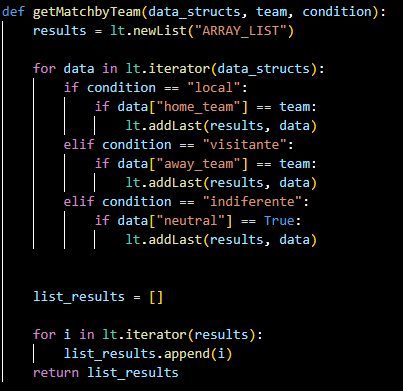 def getMatchbyTeam(data_structs, team, condition):
    results = lt.newList("ARRAY_LIST")

    for data in lt.iterator(data_structs):
        if condition == "local":
            if data["home_team"] == team:
                lt.addLast(results, data)
        elif condition == "visitante":
            if data["away_team"] == team:
                lt.addLast(results, data)
        elif condition == "indiferente":
            if data["neutral"] == True:
                lt.addLast(results, data)


    list_results = []

    for i in lt.iterator(results):
        list_results.append(i)
    return list_results